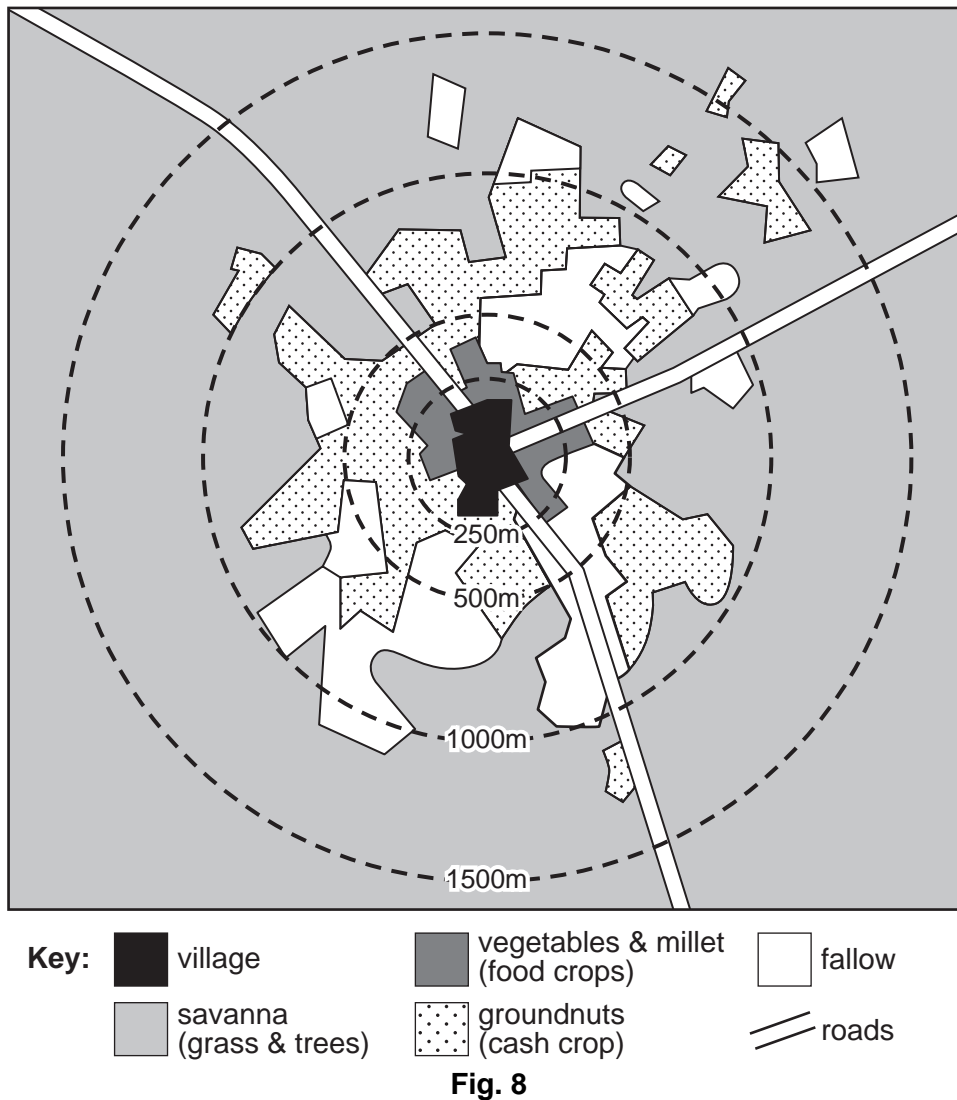 250m
500m
1000m
1500m
Key:
village
vegetables & millet
(food crops)
fallow
savanna
(grass & trees)
groundnuts
(cash crop)
roads
Fig. 8